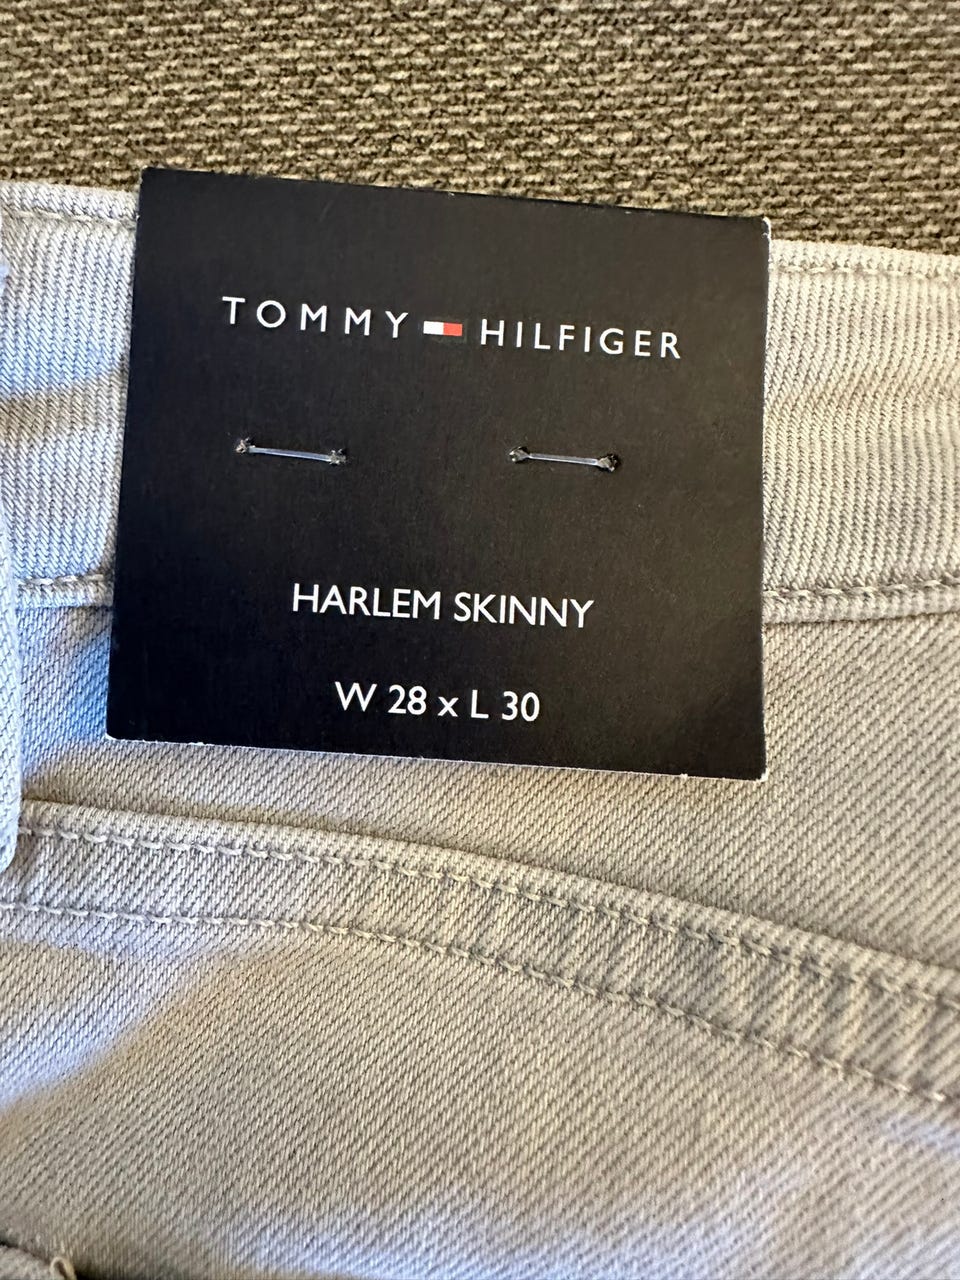 TOMMY HILFIGER
HARLEM SKINNY
W 28 x L 30